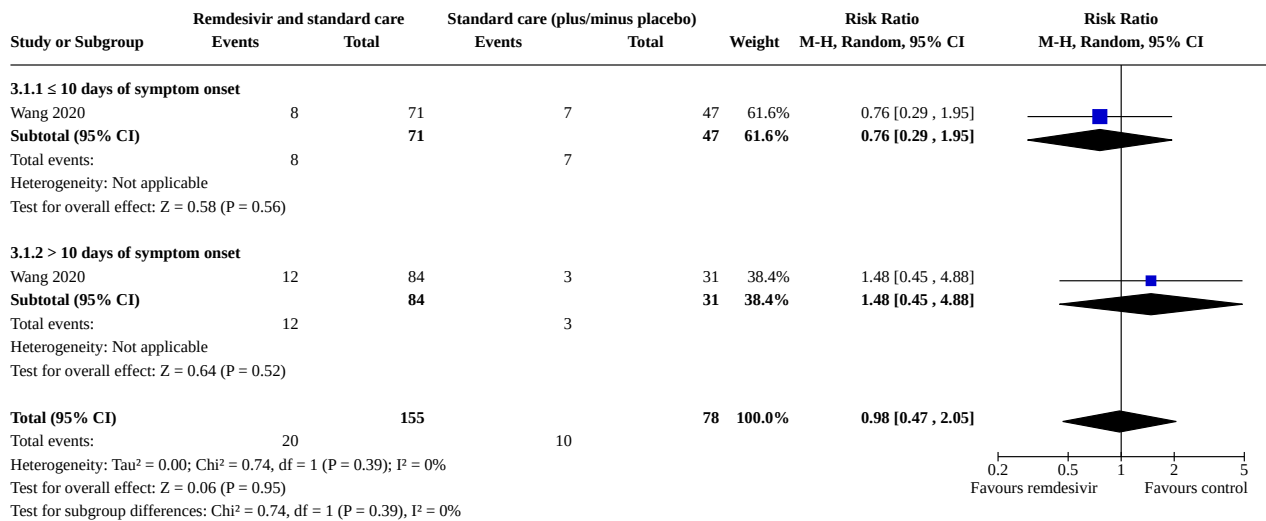 Remdesivir and standard care Standard care (plus/minus placebo) Risk Ratio Risk Ratio
Study or Subgroup Events Total Events Total Weight M-H, Random, 95% CI M-H, Random, 95% CI
3.1.1 ≤ 10 days of symptom onset
Wang 2020 8 71 7 47 61.6% 0.76 [0.29 , 1.95]
Subtotal (95% CI) 71 47 61.6% 0.76 [0.29 , 1.95]
Total events: 8 7
Heterogeneity: Not applicable
Test for overall effect: Z = 0.58 (P = 0.56)
3.1.2 > 10 days of symptom onset
Wang 2020 12 84 3 31 38.4% 1.48 [0.45 , 4.88]
Subtotal (95% CI) 84 31 38.4% 1.48 [0.45 , 4.88]
Total events: 12 3
Heterogeneity: Not applicable
Test for overall effect: Z = 0.64 (P = 0.52)
Total (95% CI) 155 78 100.0% 0.98 [0.47 , 2.05]
Total events: 20 10
Heterogeneity: Tau² = 0.00; Chi² = 0.74, df = 1 (P = 0.39); I² = 0%
Test for overall effect: Z = 0.06 (P = 0.95)
Test for subgroup differences: Chi² = 0.74, df = 1 (P = 0.39), I² = 0%
0.2 0.5 1 2 5
Favours remdesivir Favours control